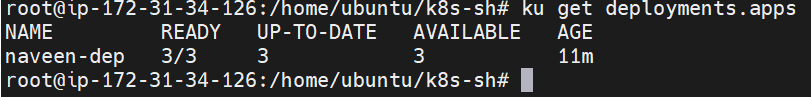 root@ip-172-31-34-126:/home/ubuntu/k8s-sh# ku get deployments.apps
NAME READY UP-TO-DATE AVAILABLE AGE
naveen-dep 3/3 3 3 11m
root@ip-172-31-34-126:/home/ubuntu/k8s-sh#